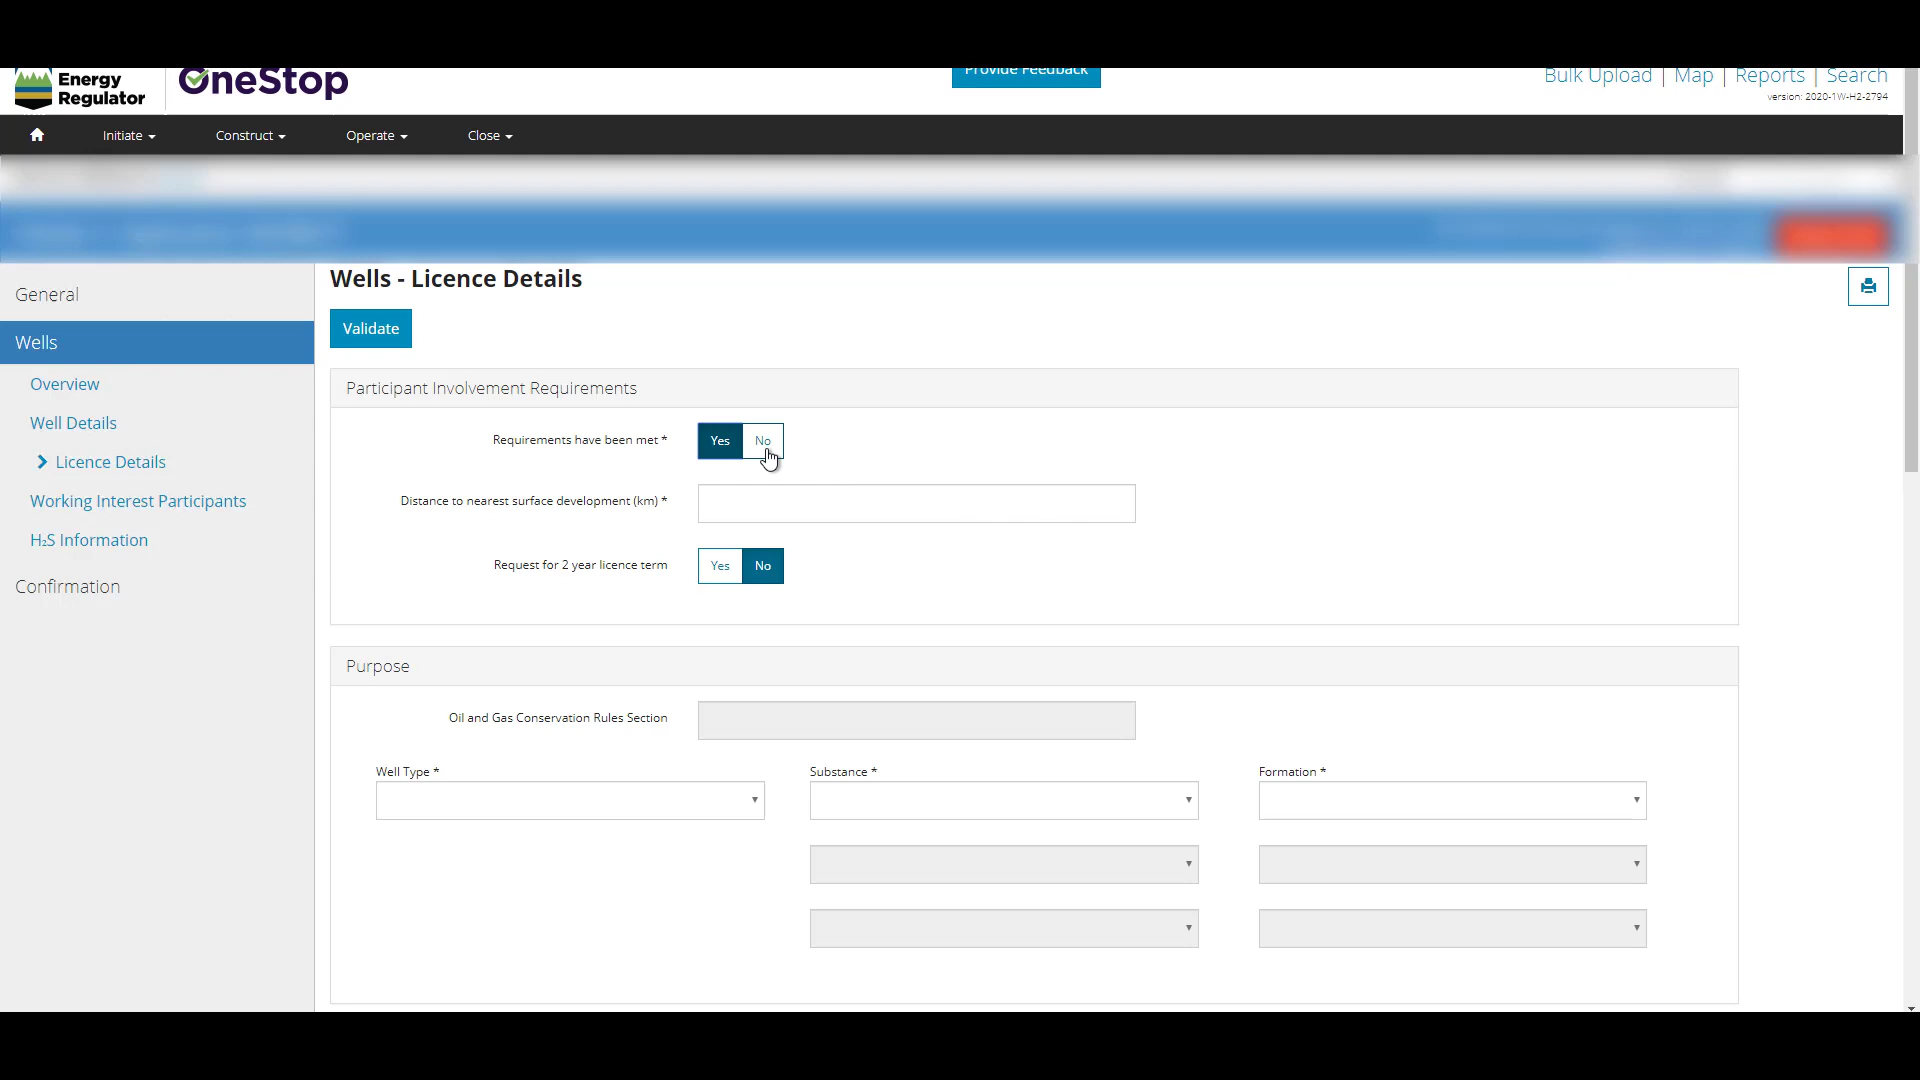 Energy
Regulator
OneStop
Provide Feedback
Bulk Upload | Map | Reports | Search
version: 2020-1W-H2-2794
Initiate
Construct
Operate
Close
General
Wells
Overview
Well Details
Licence Details
Working Interest Participants
H₂S Information
Confirmation
Wells - Licence Details
Validate
Participant Involvement Requirements
Requirements have been met *
Yes No
Distance to nearest surface development (km) *
Request for 2 year licence term
Yes No
Purpose
Oil and Gas Conservation Rules Section
Well Type * Substance * Formation *